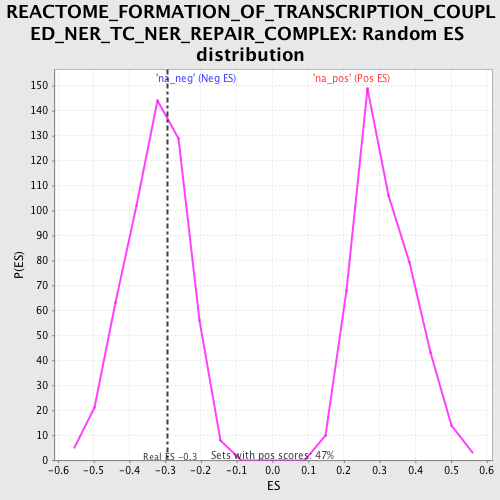 REACTOME_FORMATION_OF_TRANSCRIPTION_COUPL
ED_NER_TC_NER_REPAIR_COMPLEX: Random ES
distribution
'na_neg' (Neg ES)
'na_pos' (Pos ES)
150
140
130
120
110
100
90
80
70
60
50
40
30
20
10
0
P(ES)
Real ES -0.3
Sets with pos scores: 47%
-0.6 -0.5 -0.4 -0.3 -0.2 -0.1 0.0 0.1 0.2 0.3 0.4 0.5 0.6
ES